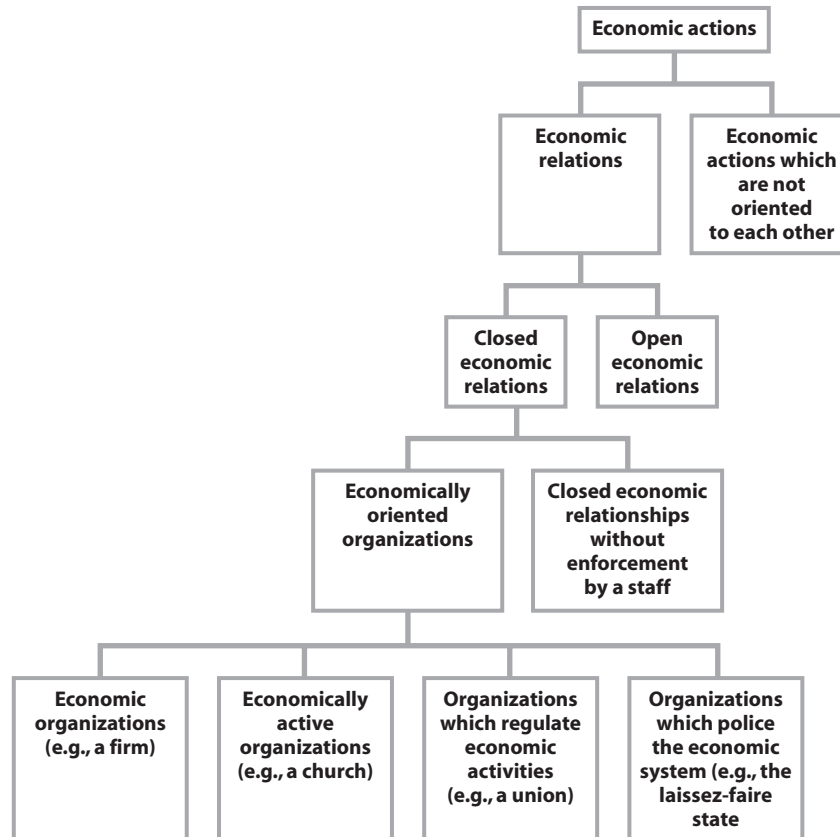 Economic actions
Economic
relations
Economic
actions which
are not
oriented
to each other
Closed
economic
relations
Open
economic
relations
Economically
oriented
organizations
Closed economic
relationships
without
enforcement
by a staff
Economic
organizations
(e.g., a firm)
Economically
active
organizations
(e.g., a church)
Organizations
which regulate
economic
activities
(e.g., a union)
Organizations
which police
the economic
system (e.g., the
laissez-faire
state